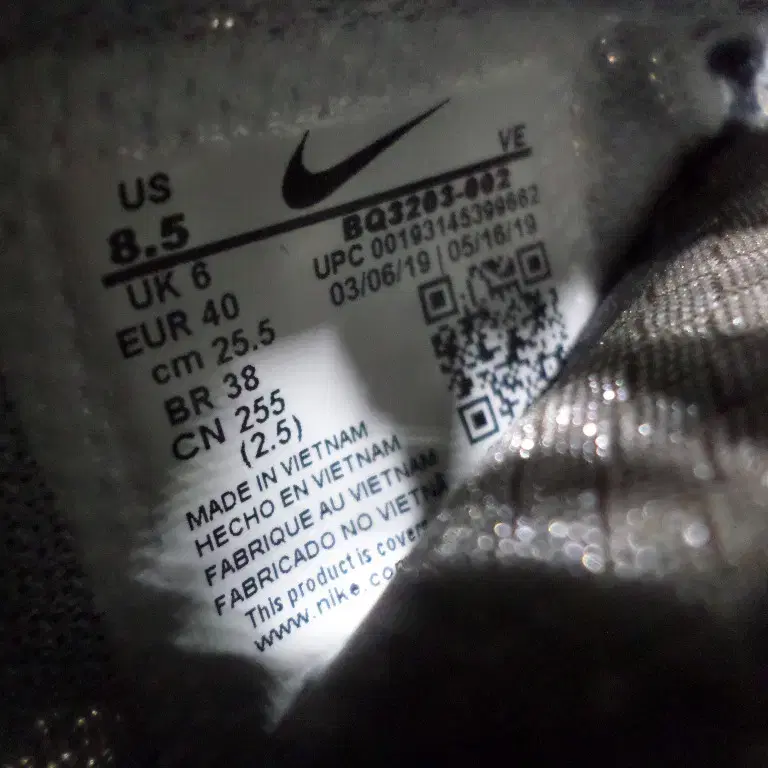 US
8.5
UK 6
EUR 40
cm 25.5
BR 38
CN 255
(2.5)
VE
BQ3203-002
UPC 00193145399662
03/06/19 | 05/16/19
MADE IN VIETNAM
HECHO EN VIETNAM
FABRIQUE AU VIETNAM
FABRICADO NO VIETNA
This product is cover
www.nike.co